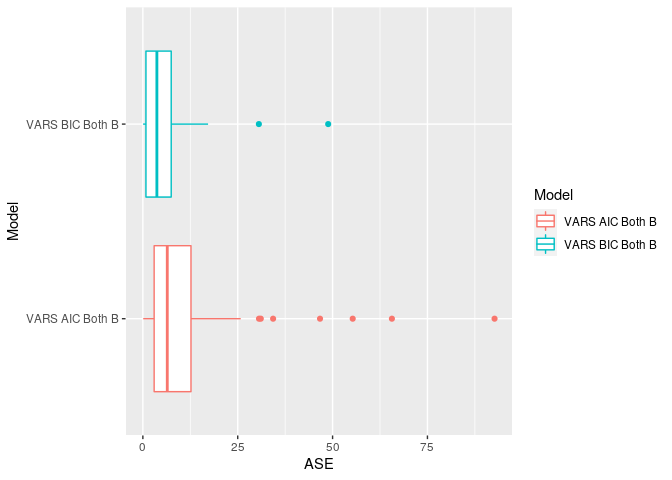 VARS BIC Both B
VARS AIC Both B
Model
0 25 50 75
ASE
Model
VARS AIC Both B
VARS BIC Both B